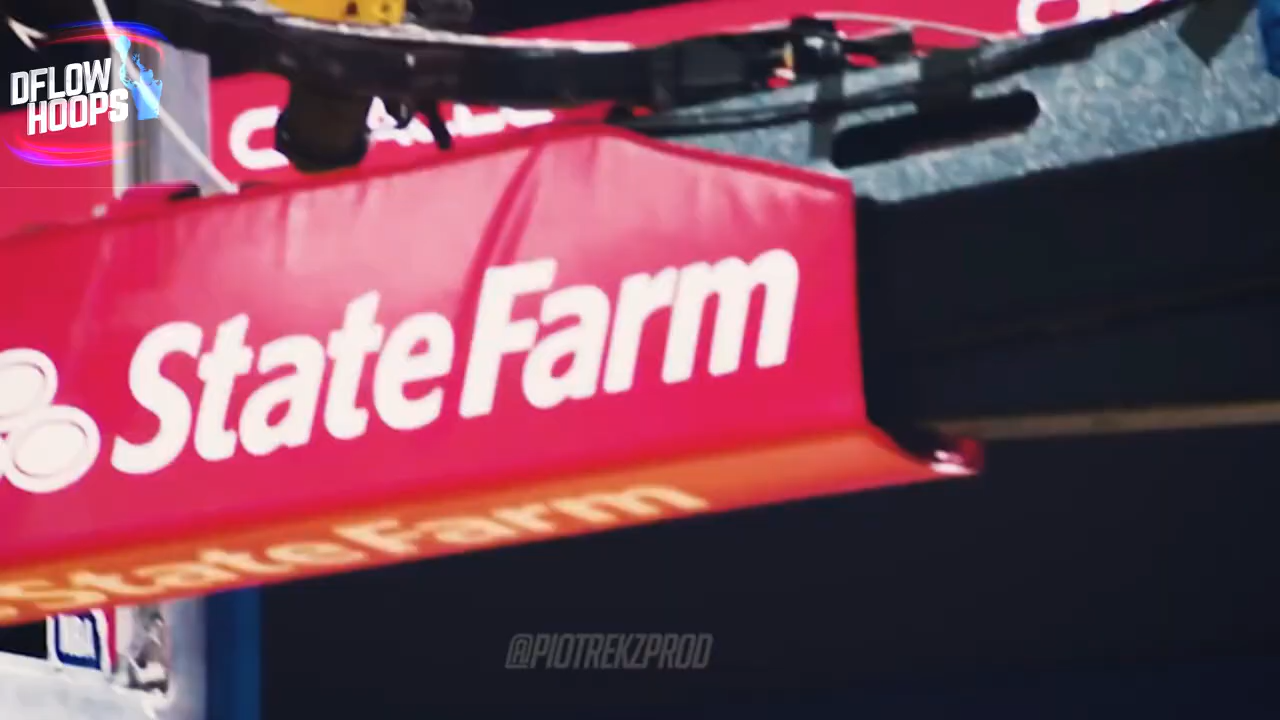 DFLOW
HOOPS
StateFarm
StateFarm
@PIOTREKZPROD